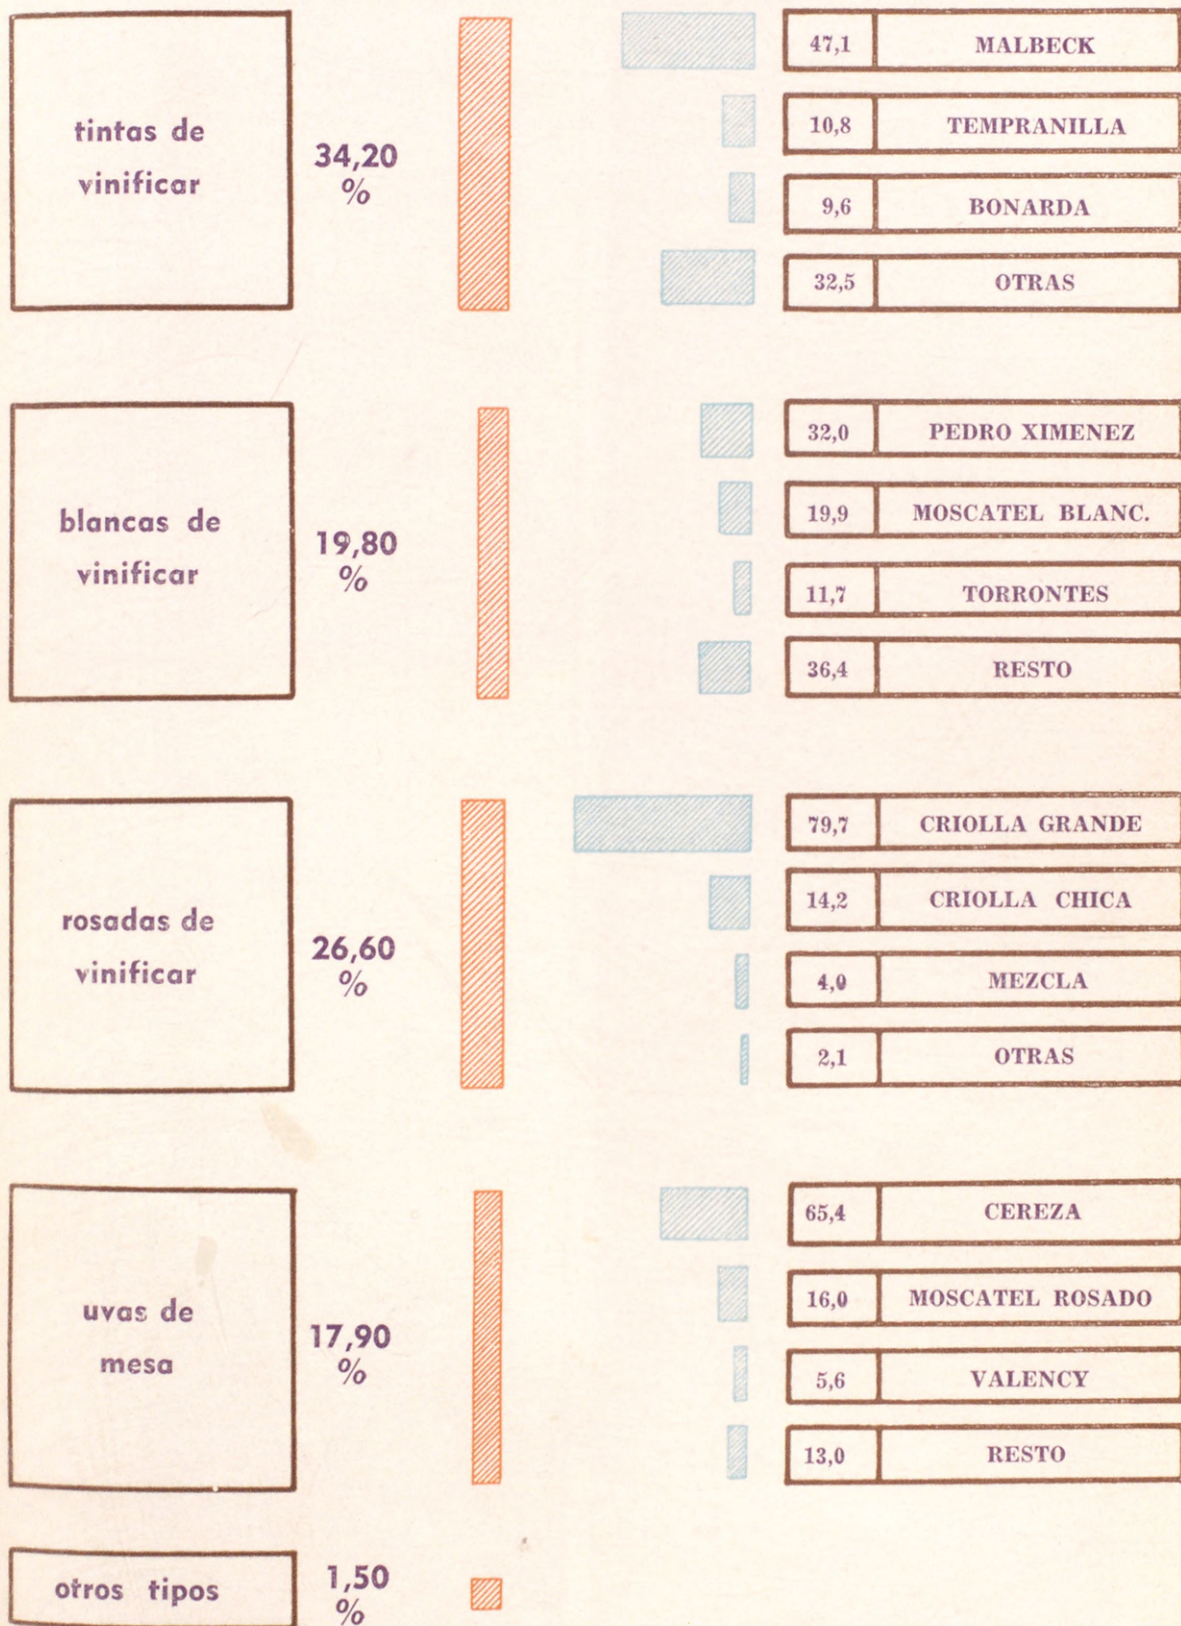 tintas de
vinificar
34,20
%
47,1 MALBECK
10,8 TEMPRANILLA
9,6 BONARDA
32,5 OTRAS
blancas de
vinificar
19,80
%
32,0 PEDRO XIMENEZ
19,9 MOSCATEL BLANC.
11,7 TORRONTES
36,4 RESTO
rosadas de
vinificar
26,60
%
79,7 CRIOLLA GRANDE
14,2 CRIOLLA CHICA
4,0 MEZCLA
2,1 OTRAS
uvas de
mesa
17,90
%
65,4 CEREZA
16,0 MOSCATEL ROSADO
5,6 VALENCY
13,0 RESTO
otros tipos
1,50
%